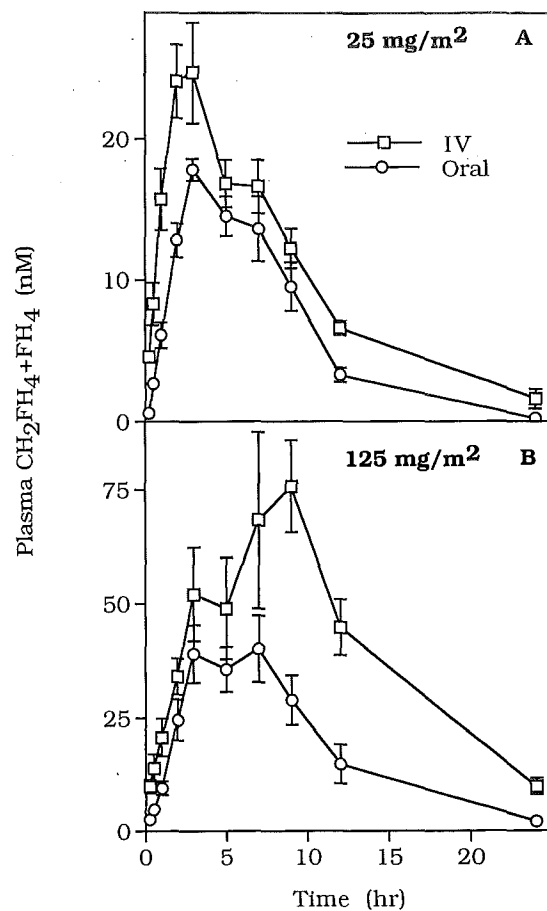 25 mg/m² A
IV
Oral
20
10
0
125 mg/m² B
75
50
25
0
0 5 10 15 20
Time (hr)
Plasma CH₂FH₄+FH₄ (nM)